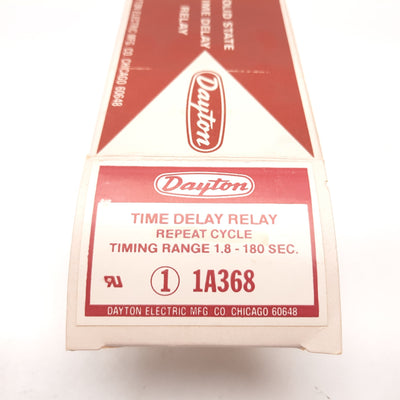 SOLID STATE
TIME DELAY
RELAY
ELECTRIC MFG. CO. CHICAGO 60648
Dayton
Dayton
TIME DELAY RELAY
REPEAT CYCLE
TIMING RANGE 1.8 - 180 SEC.
1 1A368
DAYTON ELECTRIC MFG CO CHICAGO 60648